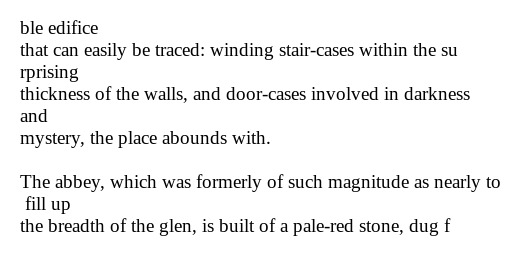 ble edifice
that can easily be traced: winding stair-cases within the su
rprising
thickness of the walls, and door-cases involved in darkness
and
mystery, the place abounds with.

The abbey, which was formerly of such magnitude as nearly to
 fill up
the breadth of the glen, is built of a pale-red stone, dug f